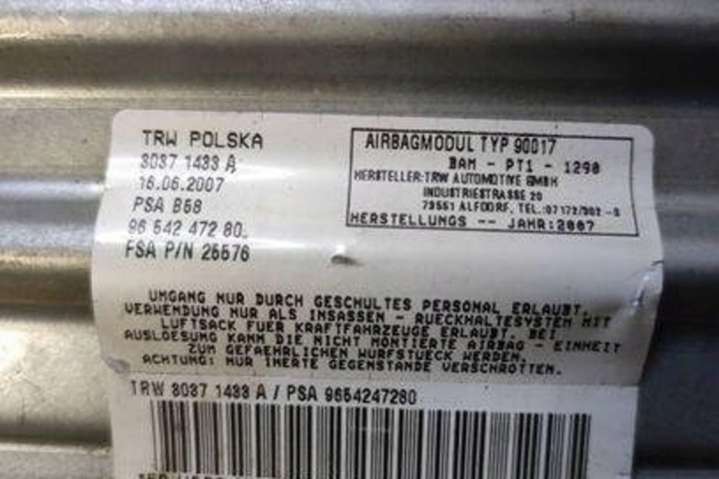 TRW POLSKA
3037 1433 A
16.06.2007
PSA B58
96 542 472 80
FSA P/N 25576
AIRBAGMODUL TYP 90017
BAM - PT1 - 1290
HERSTELLER:TRW AUTOMOTIVE GMBH
INDUSTRIESTRASSE 20
73551 ALFDORF, TEL.:07172/302-0
HERSTELLUNGS -- JAHR:2007
UMGANG NUR DURCH GESCHULTES PERSONAL ERLAUBT.
VERWENDUNG NUR ALS INSASSEN - RUECKHALTESYSTEM MIT
LUFTSACK FUER KRAFTFAHRZEUGE ERLAUBT. BEI
AUSLOESUNG KANN DIE NICHT MONTIERTE AIRBAG - EINHEIT
ZUM GEFAEHRLICHEN WURFSTUECK WERDEN.
ACHTUNG: NUR INERTE GEGENSTANDE VERSCHROTTEN.
TRW 3037 1433 A / PSA 9654247280